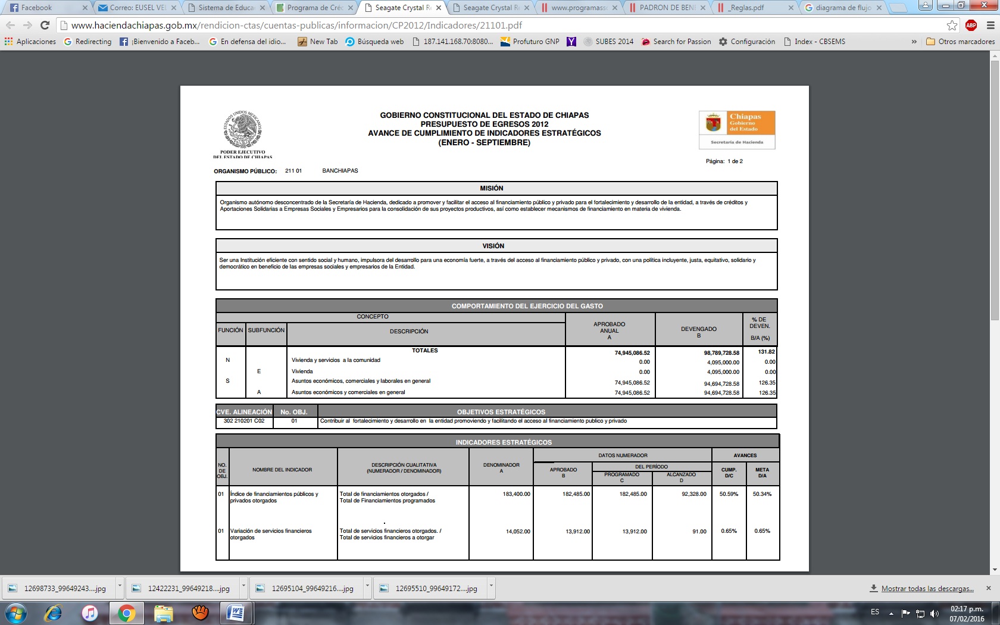 Facebook
Correo: EUSEL VEL
Sistema de Educa
Programa de Créd
Seagate Crystal Re
Seagate Crystal Re
www.programasso
PADRON DE BENE
_Reglas.pdf
diagrama de flujo
www.haciendachiapas.gob.mx/rendicion-ctas/cuentas-publicas/informacion/CP2012/Indicadores/21101.pdf
ABP
Aplicaciones
Redirecting
¡Bienvenido a Faceb...
En defensa del idio...
New Tab
Búsqueda web
187.141.168.70:8080...
Profuturo GNP
SUBES 2014
Search for Passion
Configuración
Index - CBSEMS
»
Otros marcadores
ESTADOS UNIDOS MEXICANOS
PODER EJECUTIVO
DEL ESTADO DE CHIAPAS
GOBIERNO CONSTITUCIONAL DEL ESTADO DE CHIAPAS
PRESUPUESTO DE EGRESOS 2012
AVANCE DE CUMPLIMIENTO DE INDICADORES ESTRATÉGICOS
(ENERO - SEPTIEMBRE)
Chiapas
Gobierno
del Estado
Secretaría de Hacienda
Página: 1 de 2
ORGANISMO PÚBLICO: 211 01 BANCHIAPAS
MISIÓN
Organismo autónomo desconcentrado de la Secretaría de Hacienda, dedicado a promover y facilitar el acceso al financiamiento público y privado para el fortalecimiento y desarrollo de la entidad, a través de créditos y
Aportaciones Solidarias a Empresas Sociales y Empresarios para la consolidación de sus proyectos productivos, así como establecer mecanismos de financiamiento en materia de vivienda.
VISIÓN
Ser una Institución eficiente con sentido social y humano, impulsora del desarrollo para una economía fuerte, a través del acceso al financiamiento público y privado, con una política incluyente, justa, equitativo, solidario y
democrático en beneficio de las empresas sociales y empresarios de la Entidad.
COMPORTAMIENTO DEL EJERCICIO DEL GASTO
CONCEPTO
FUNCIÓN SUBFUNCIÓN DESCRIPCIÓN
APROBADO
ANUAL
A
DEVENGADO
B
% DE
DEVEN.
B/A (%)
TOTALES 74,945,086.52 98,789,728.58 131.82
N Vivienda y servicios a la comunidad 0.00 4,095,000.00 0.00
E Vivienda 0.00 4,095,000.00 0.00
S Asuntos económicos, comerciales y laborales en general 74,945,086.52 94,694,728.58 126.35
A Asuntos económicos y comerciales en general 74,945,086.52 94,694,728.58 126.35
CVE. ALINEACIÓN No. OBJ. OBJETIVOS ESTRATÉGICOS
302 210201 C02 01 Contribuir al fortalecimiento y desarrollo en la entidad promoviendo y facilitando el acceso al financiamiento publico y privado
INDICADORES ESTRATÉGICOS
NO.
DE
OBJ.
NOMBRE DEL INDICADOR
DESCRIPCIÓN CUALITATIVA
(NUMERADOR / DENOMINADOR)
DENOMINADOR
A
DATOS NUMERADOR
APROBADO
B
DEL PERÍODO
PROGRAMADO
C
ALCANZADO
D
AVANCES
CUMP.
D/C
META
D/A
01 Índice de financiamientos públicos y Total de financiamientos otorgados / 183,400.00 182,485.00 182,485.00 92,328.00 50.59% 50.34%
privados otorgados Total de Financiamientos programados
01 Variación de servicios financieros Total de servicios financieros otorgados. / 14,052.00 13,912.00 13,912.00 91.00 0.65% 0.65%
otorgados Total de servicios financieros a otorgar
12698733_99649243....jpg
12422231_99649218....jpg
12695104_99649216....jpg
12695510_99649172....jpg
Mostrar todas las descargas...
ES
02:17 p.m.
07/02/2016